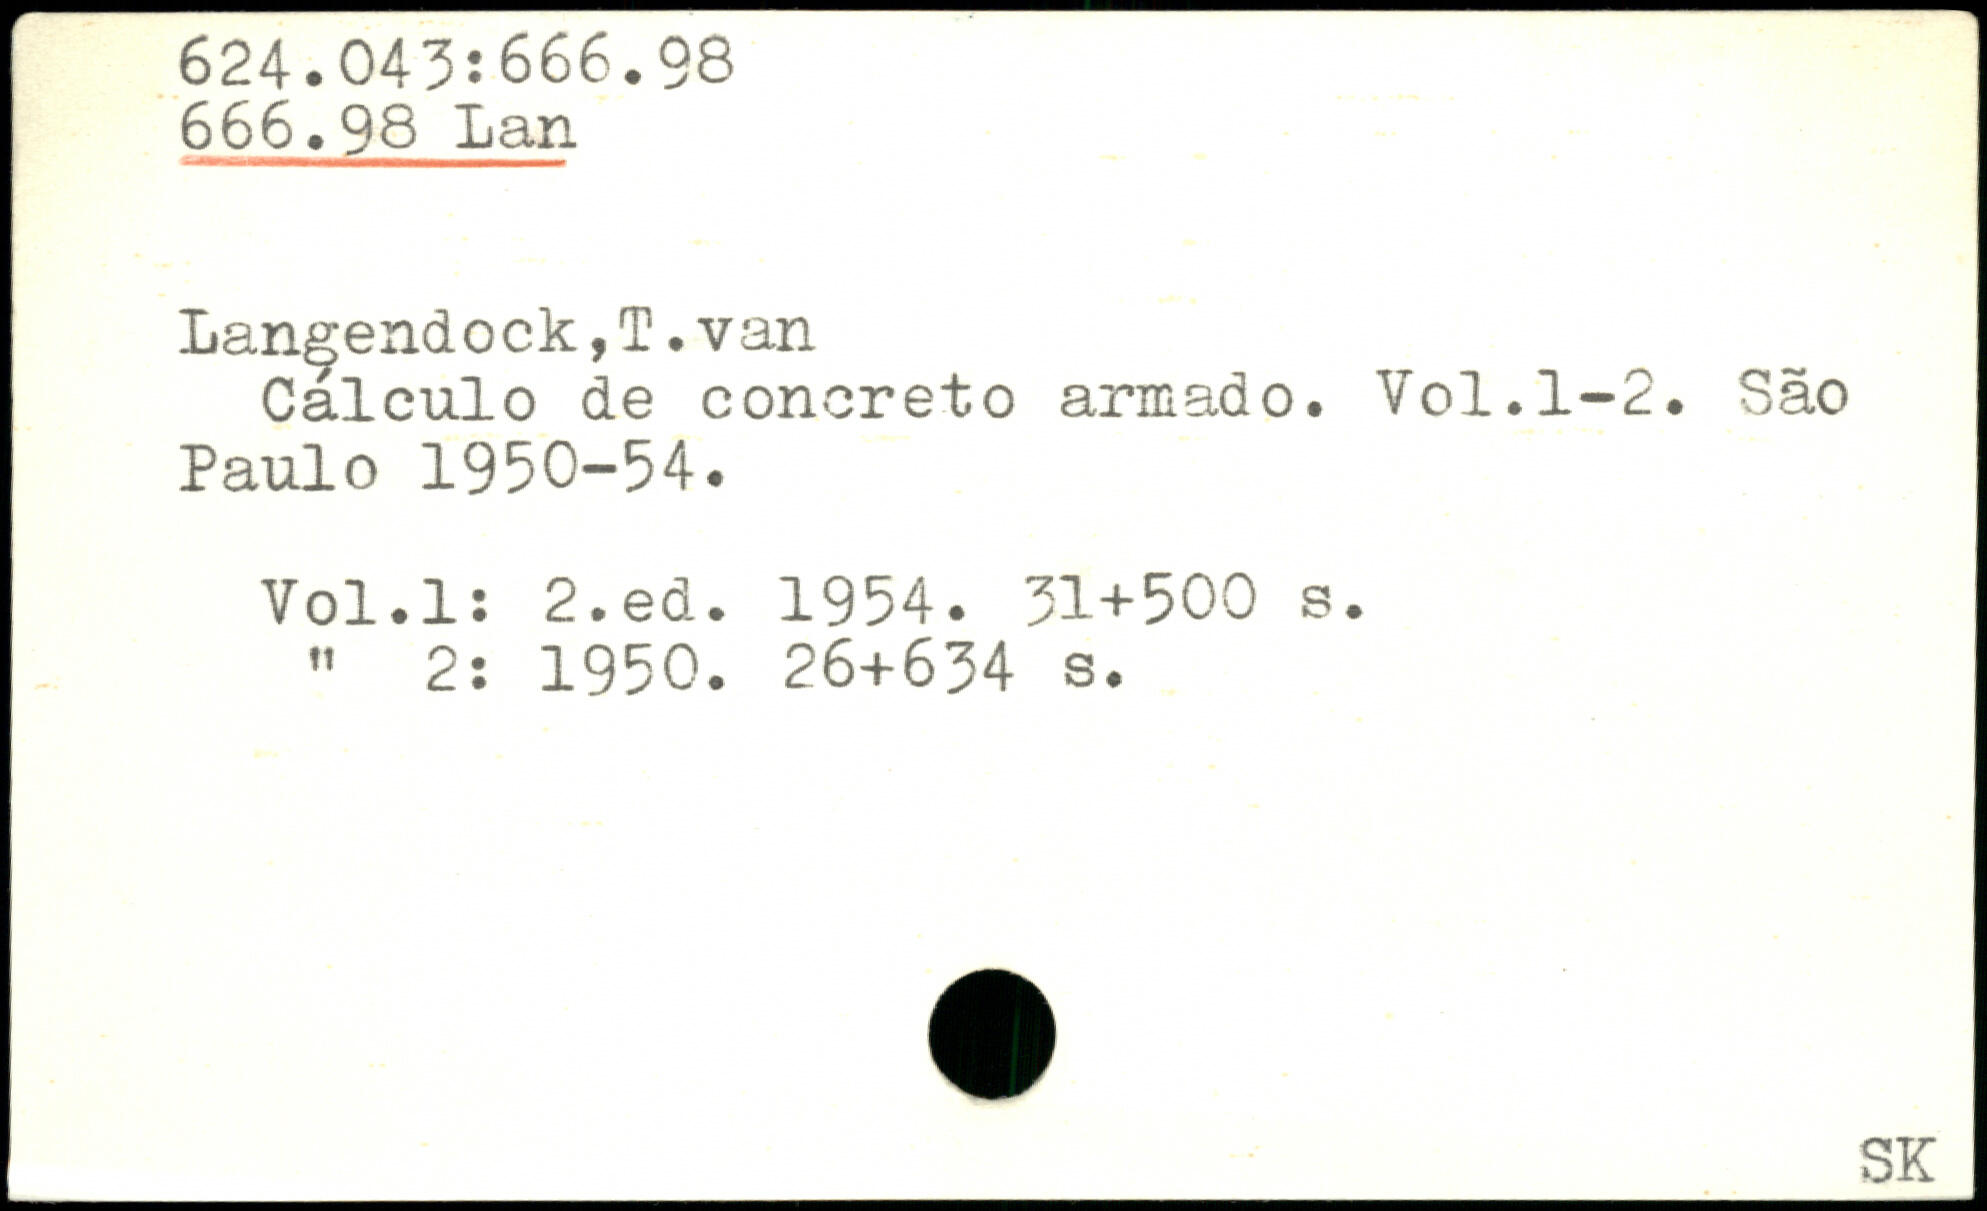 624.043:666.98
666.98 Lan
Langendock,T.van
Cálculo de concreto armado. Vol.1-2. São
Paulo 1950-54.
Vol.1: 2.ed. 1954. 31+500 s.
" 2: 1950. 26+634 s.
SK